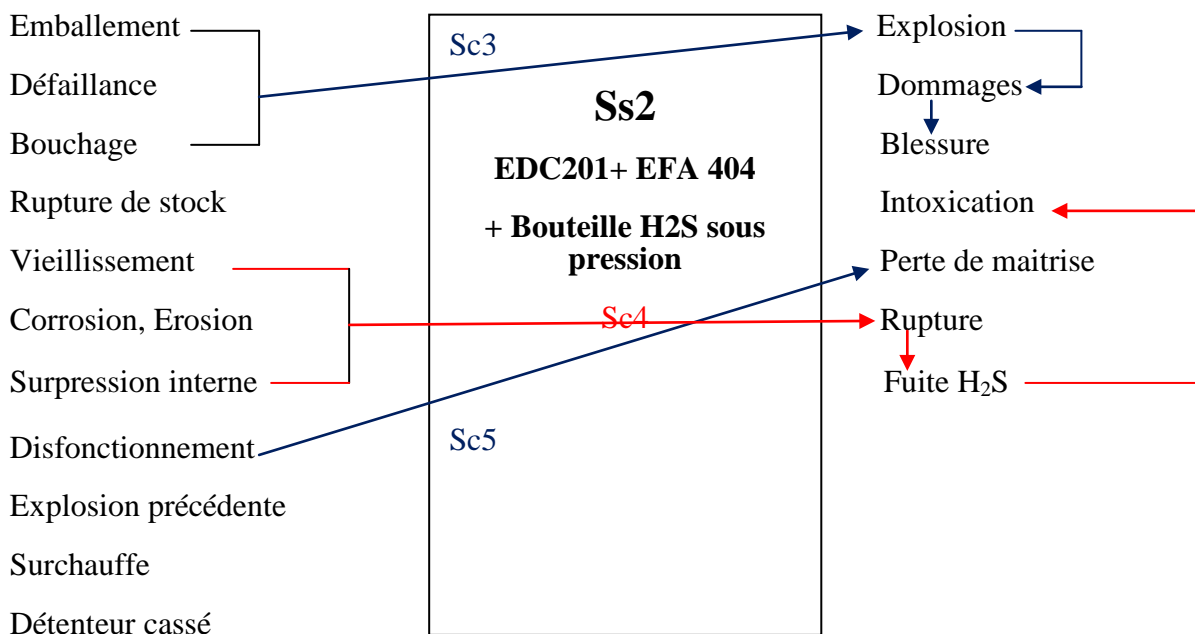 Emballement
Défaillance
Bouchage
Rupture de stock
Vieillissement
Corrosion, Erosion
Surpression interne
Disfonctionnement
Explosion précédente
Surchauffe
Détenteur cassé
Sc3
Ss2
EDC201+ EFA 404
+ Bouteille H2S sous
pression
Sc4
Sc5
Explosion
Dommages
Blessure
Intoxication
Perte de maitrise
Rupture
Fuite H₂S